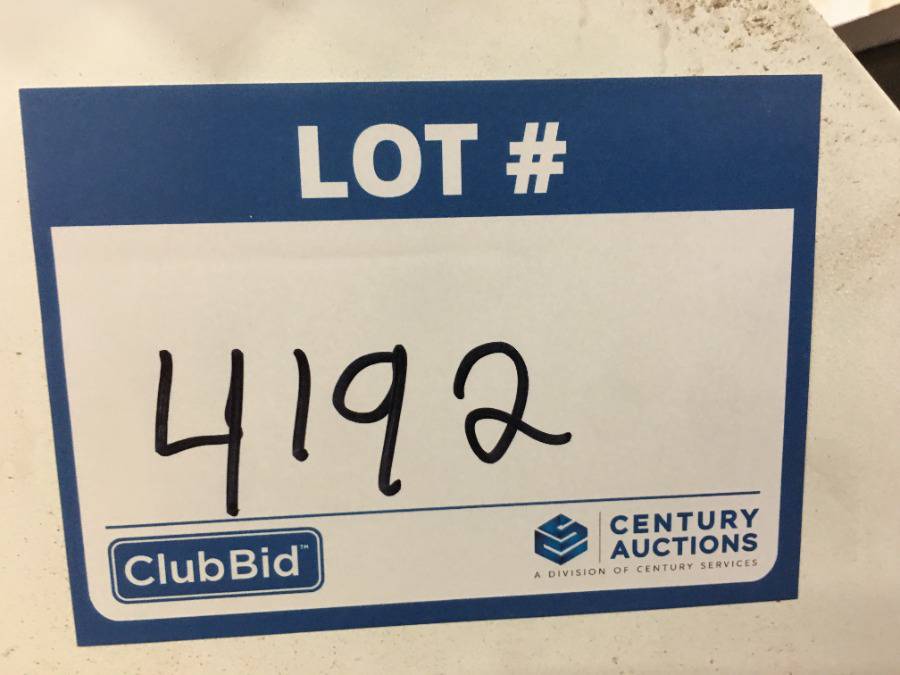 LOT #
4192
ClubBid™
CENTURY
AUCTIONS
A DIVISION OF CENTURY SERVICES